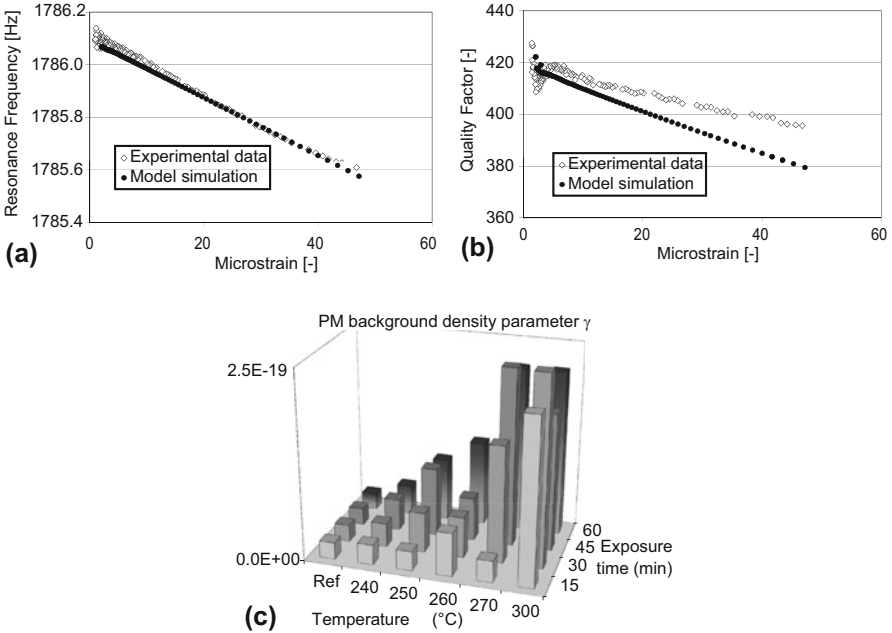 Resonance Frequency [Hz]
1786.2
1786.0
1785.8
1785.6
1785.4
Experimental data
Model simulation
0 20 40 60
Microstrain [-]
(a)
Quality Factor [-]
440
420
400
380
360
Experimental data
Model simulation
0 20 40 60
Microstrain [-]
(b)
PM background density parameter γ
2.5E-19
0.0E+00
Ref 240 250 260 270 300
Temperature (°C)
60
45
30
15
Exposure
time (min)
(c)